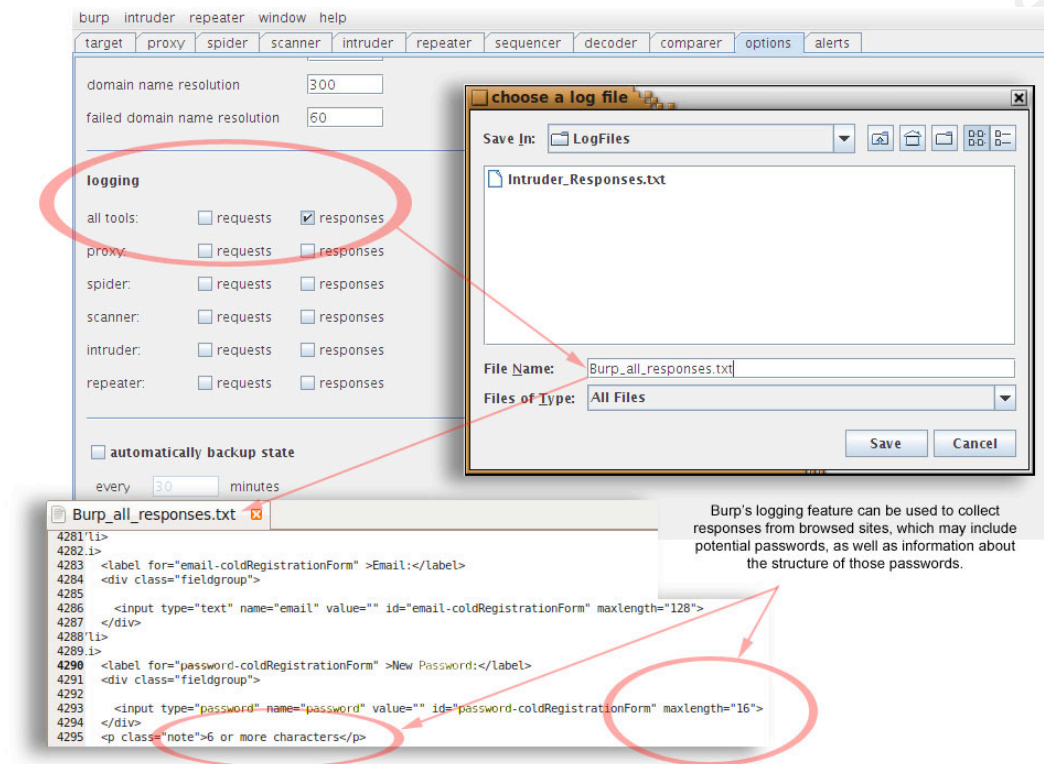 burp intruder repeater window help
target proxy spider scanner intruder repeater sequencer decoder comparer options alerts
domain name resolution 300
failed domain name resolution 60
logging
all tools: requests responses
proxy: requests responses
spider: requests responses
scanner: requests responses
intruder: requests responses
repeater: requests responses
automatically backup state
every 30 minutes
choose a log file
Save In: LogFiles
Intruder_Responses.txt
File Name: Burp_all_responses.txt
Files of Type: All Files
Save Cancel
Burp's logging feature can be used to collect
responses from browsed sites, which may include
potential passwords, as well as information about
the structure of those passwords.
Burp_all_responses.txt
4281'li>
4282.i>
4283 <label for="email-coldRegistrationForm" >Email:</label>
4284 <div class="fieldgroup">
4285
4286 <input type="text" name="email" value="" id="email-coldRegistrationForm" maxlength="128">
4287 </div>
4288'li>
4289.i>
4290 <label for="password-coldRegistrationForm" >New Password:</label>
4291 <div class="fieldgroup">
4292
4293 <input type="password" name="password" value="" id="password-coldRegistrationForm" maxlength="16">
4294 </div>
4295 <p class="note">6 or more characters</p>